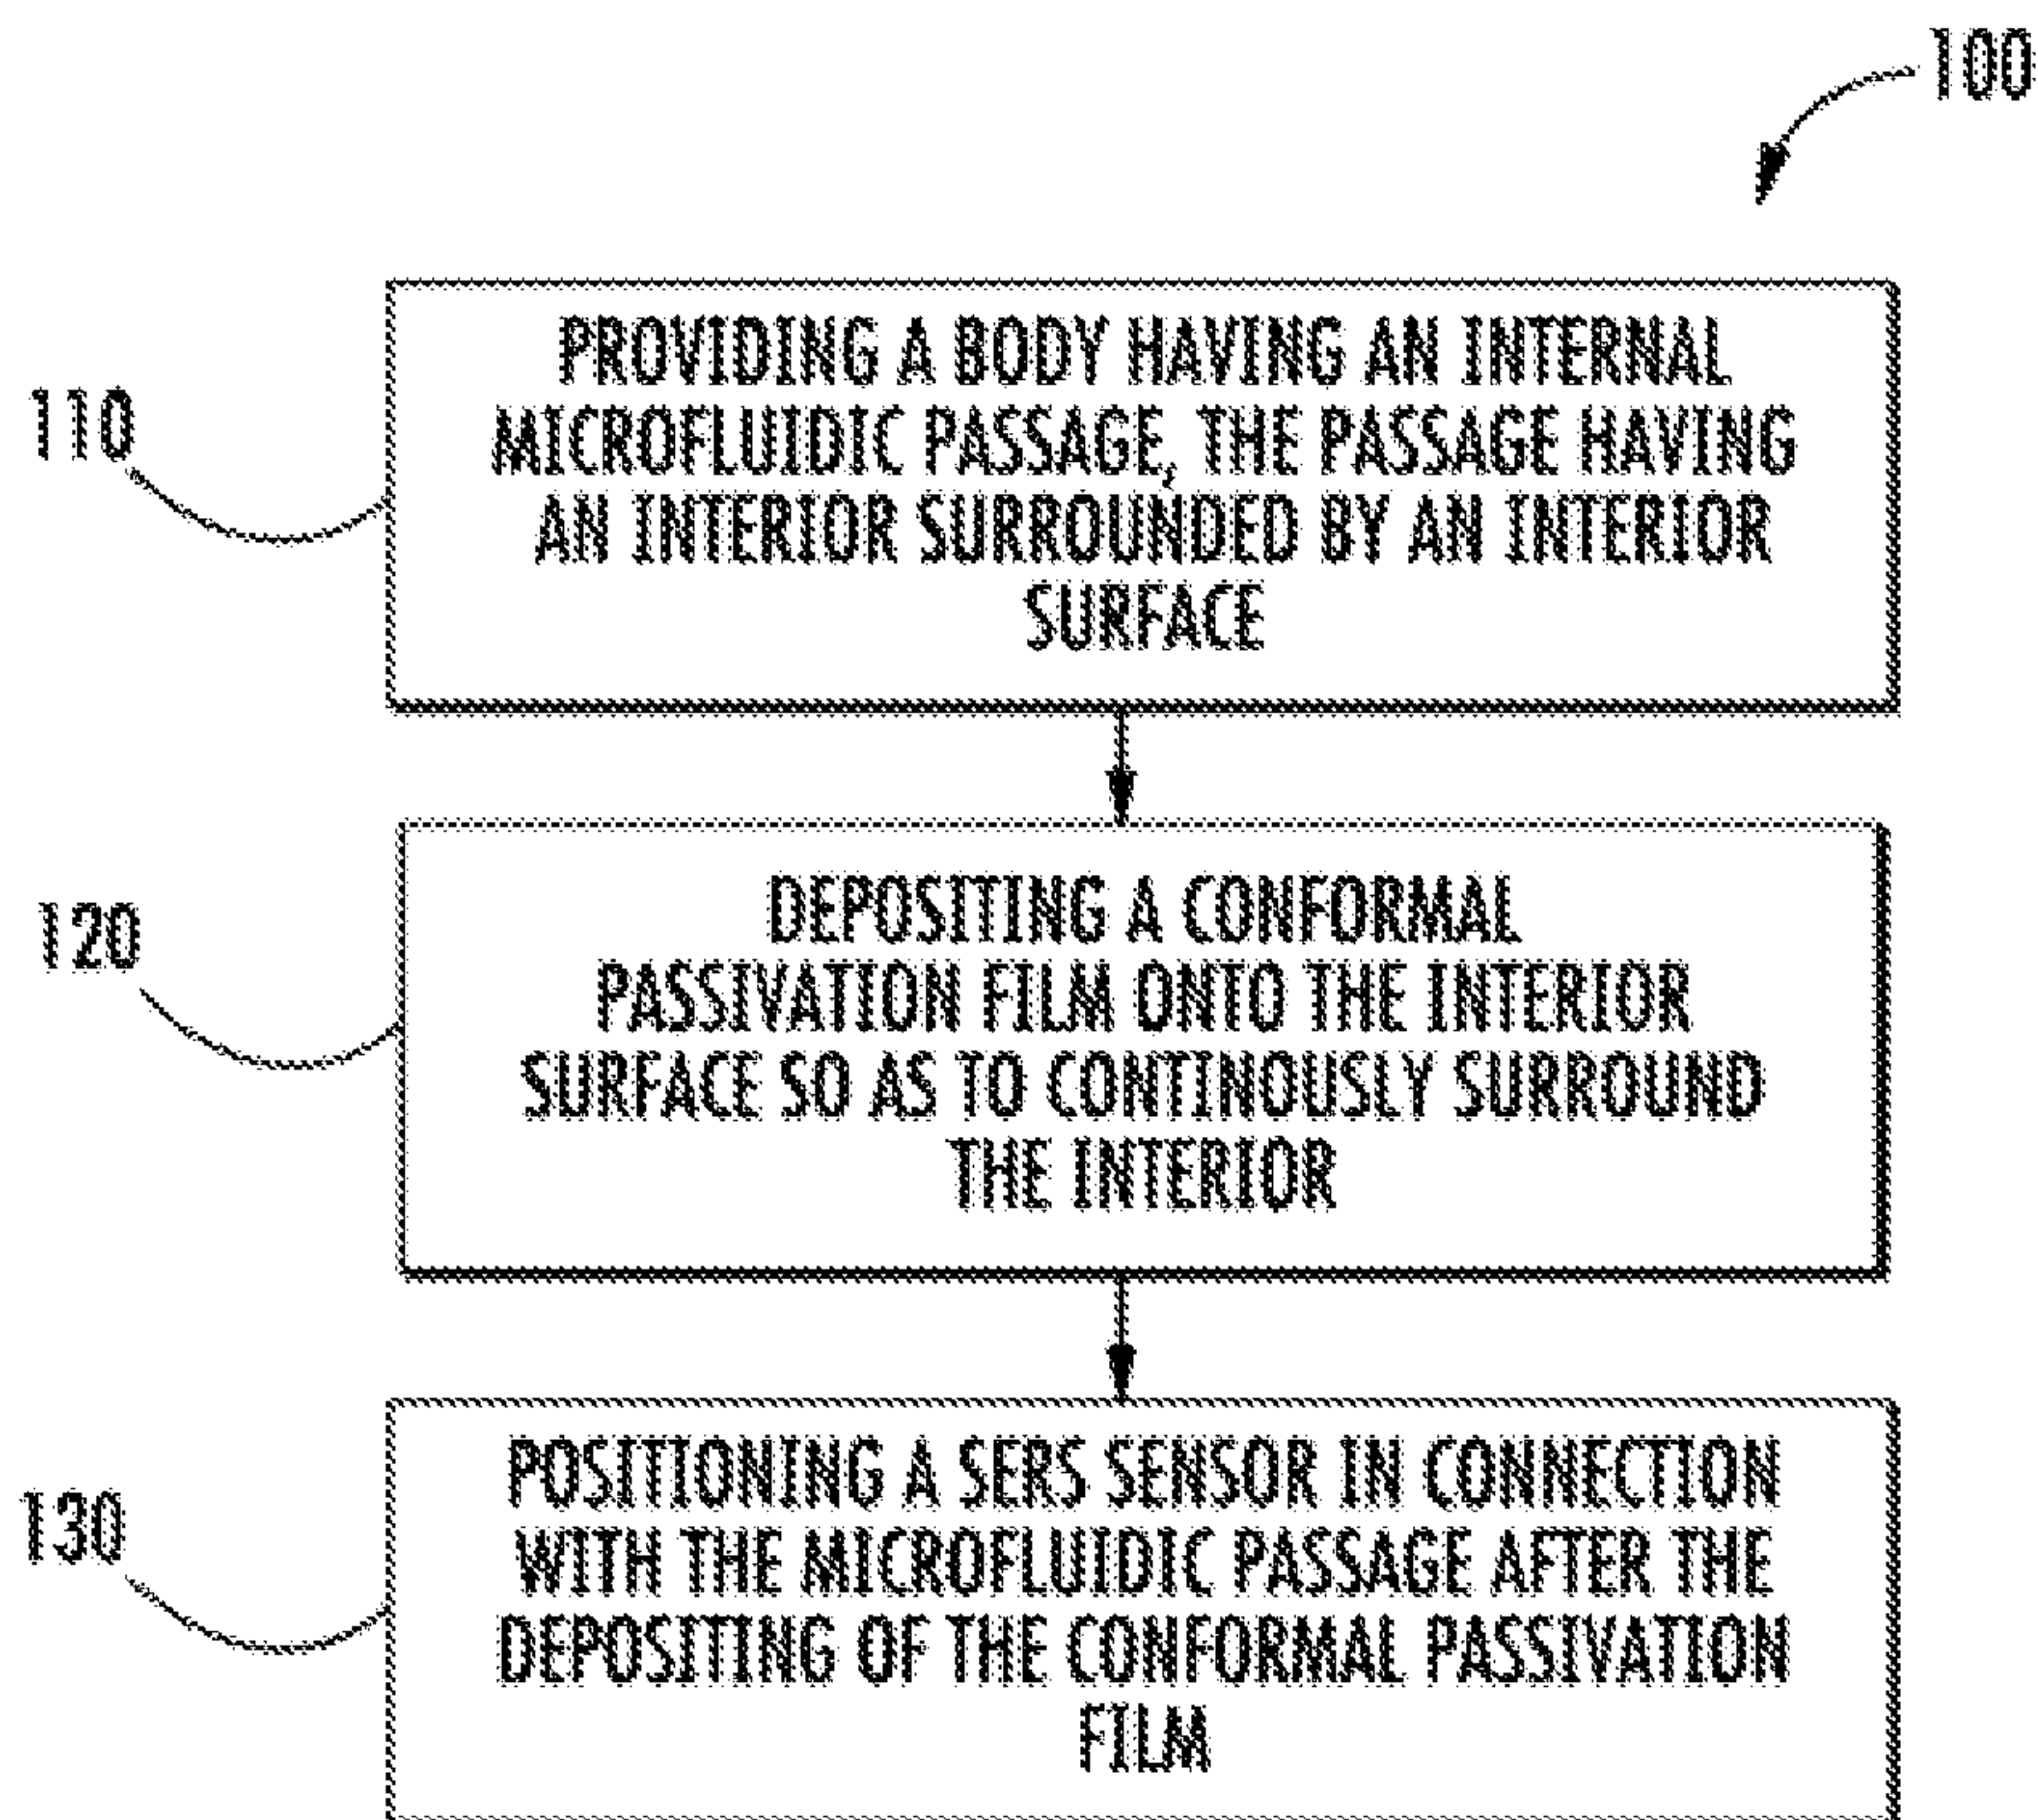 100
110
PROVIDING A BODY HAVING AN INTERNAL
MICROFLUIDIC PASSAGE, THE PASSAGE HAVING
AN INTERIOR SURROUNDED BY AN INTERIOR
SURFACE
120
DEPOSITING A CONFORMAL
PASSIVATION FILM ONTO THE INTERIOR
SURFACE SO AS TO CONTINOUSLY SURROUND
THE INTERIOR
130
POSITIONING A SERS SENSOR IN CONNECTION
WITH THE MICROFLUIDIC PASSAGE AFTER THE
DEPOSITING OF THE CONFORMAL PASSIVATION
FILM